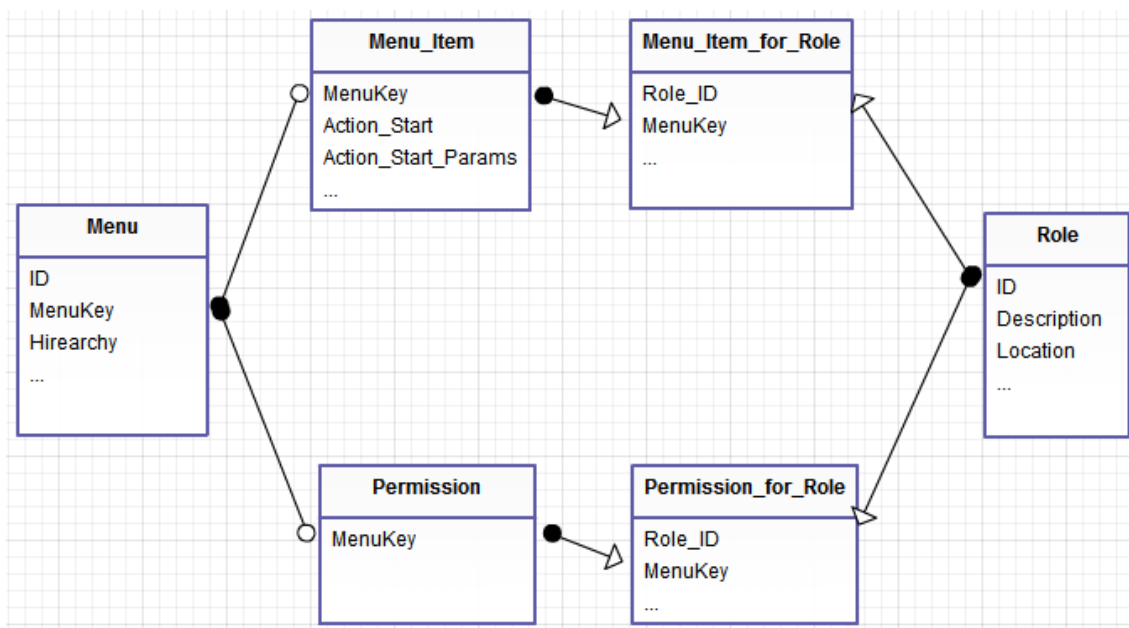 Menu_Item
MenuKey
Action_Start
Action_Start_Params
...
Menu_Item_for_Role
Role_ID
MenuKey
...
Menu
ID
MenuKey
Hirearchy
...
Role
ID
Description
Location
...
Permission
MenuKey
Permission_for_Role
Role_ID
MenuKey
...